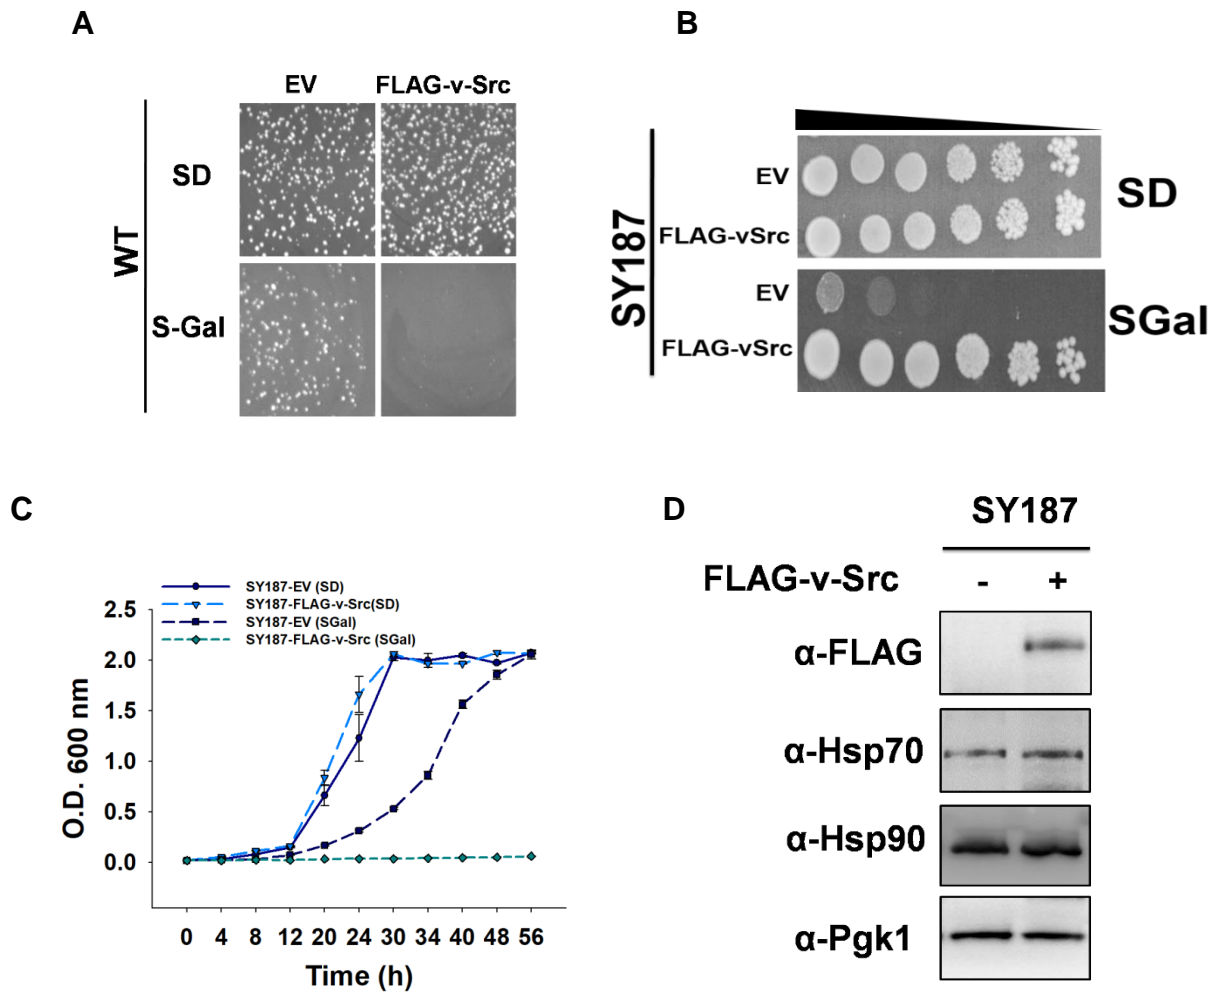 A
EV FLAG-v-Src
SD
S-Gal
WT
B
EV
FLAG-vSrc
SD
EV
FLAG-vSrc
SGal
SY187
C
SY187-EV (SD)
SY187-FLAG-v-Src(SD)
SY187-EV (SGal)
SY187-FLAG-v-Src (SGal)
2.5
2.0
1.5
1.0
0.5
0.0
O.D. 600 nm
0 4 8 12 20 24 30 34 40 48 56
Time (h)
D
SY187
FLAG-v-Src - +
α-FLAG
α-Hsp70
α-Hsp90
α-Pgk1